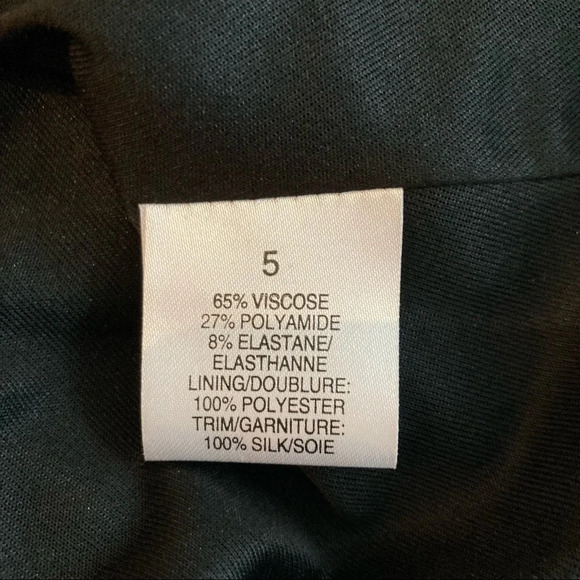 5
65% VISCOSE
27% POLYAMIDE
8% ELASTANE/
ELASTHANNE
LINING/DOUBLURE:
100% POLYESTER
TRIM/GARNITURE:
100% SILK/SOIE